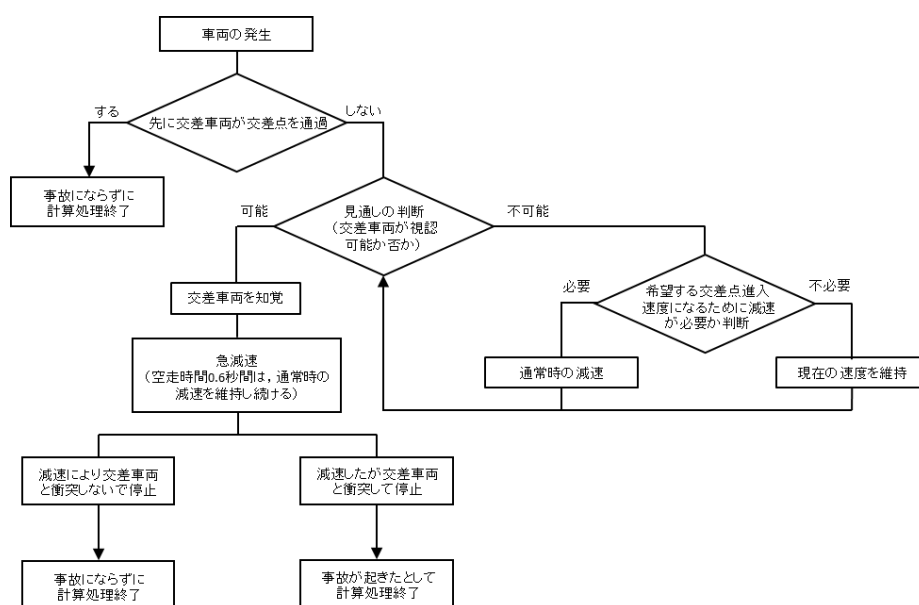 車両の発生
する
しない
先に交差車両が交差点を通過
事故にならずに
計算処理終了
可能
見通しの判断
(交差車両が視認
可能か否か)
不可能
交差車両を知覚
必要
希望する交差点進入
速度になるために減速
が必要か判断
不必要
急減速
(空走時間0.6秒間は,通常時の
減速を維持し続ける)
通常時の減速
現在の速度を維持
減速により交差車両
と衝突しないで停止
減速したが交差車両
と衝突して停止
事故にならずに
計算処理終了
事故が起きたとして
計算処理終了